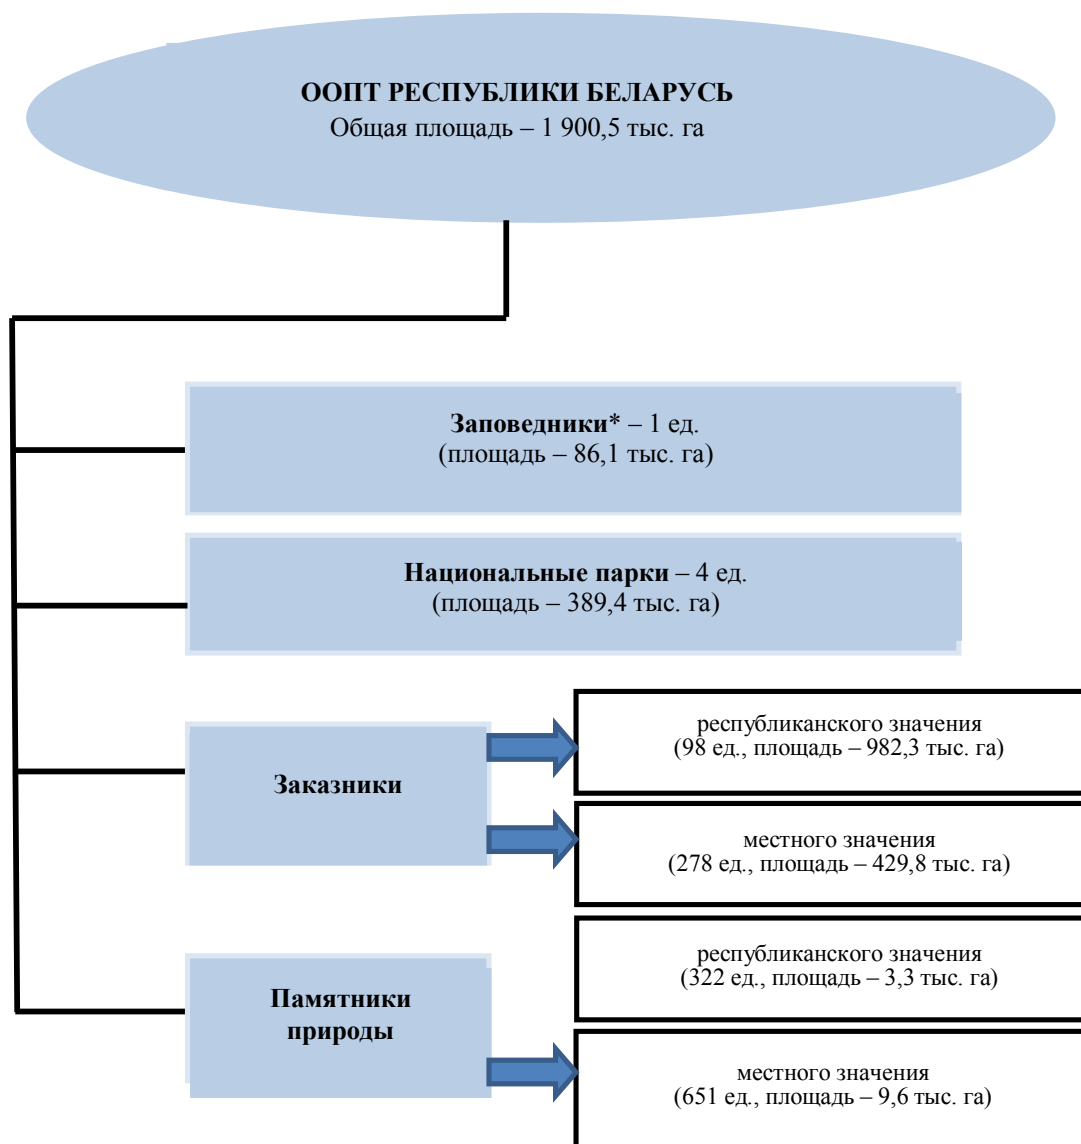 ООПТ РЕСПУБЛИКИ БЕЛАРУСЬ
Общая площадь – 1 900,5 тыс. га
Заповедники* – 1 ед.
(площадь – 86,1 тыс. га)
Национальные парки – 4 ед.
(площадь – 389,4 тыс. га)
Заказники
республиканского значения
(98 ед., площадь – 982,3 тыс. га)
местного значения
(278 ед., площадь – 429,8 тыс. га)
Памятники
природы
республиканского значения
(322 ед., площадь – 3,3 тыс. га)
местного значения
(651 ед., площадь – 9,6 тыс. га)